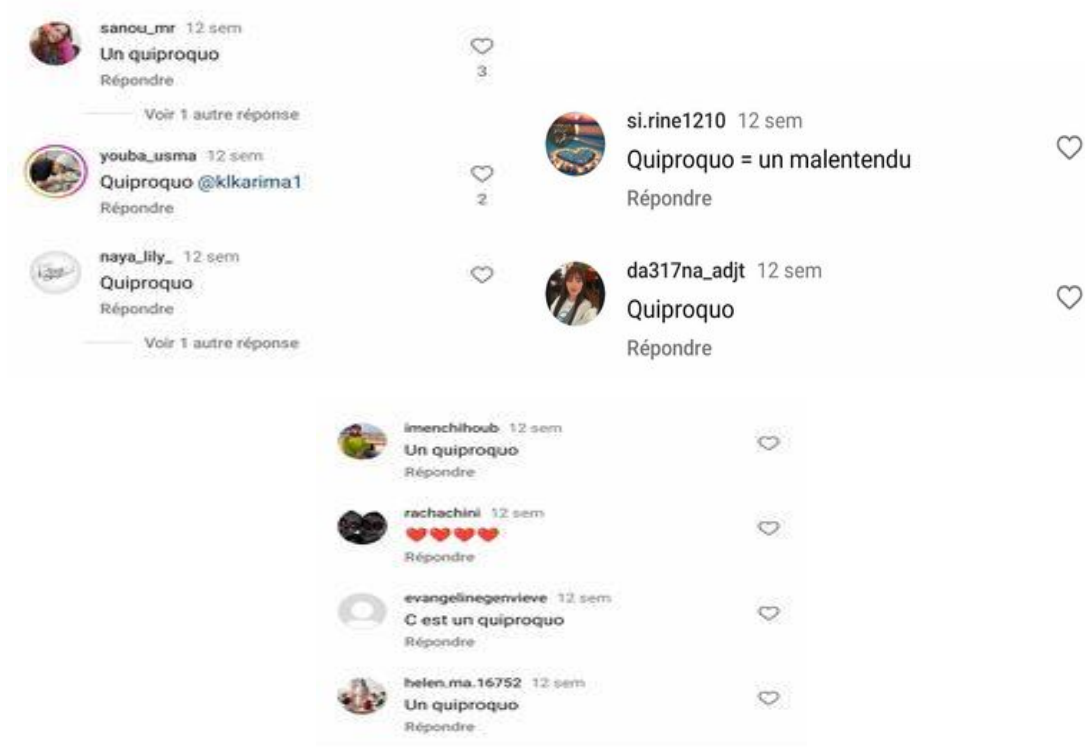 sanou_mr 12 sem
Un quiproquo
Répondre
3
Voir 1 autre réponse
youba_usma 12 sem
Quiproquo @klkarima1
Répondre
2
naya_lily_ 12 sem
Quiproquo
Répondre
Voir 1 autre réponse
si.rine1210 12 sem
Quiproquo = un malentendu
Répondre
da317na_adjt 12 sem
Quiproquo
Répondre
imenchihoub 12 sem
Un quiproquo
Répondre
rachachini 12 sem
❤️❤️❤️❤️
Répondre
evangelinegenvieve 12 sem
C est un quiproquo
Répondre
helen.ma.16752 12 sem
Un quiproquo
Répondre